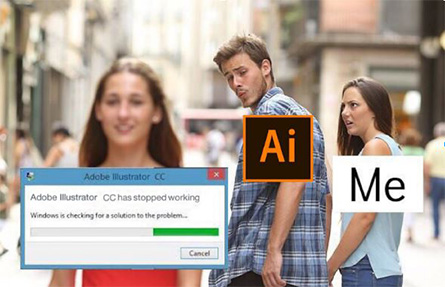 Adobe Illustrator CC
Adobe Illustrator CC has stopped working
Windows is checking for a solution to the problem...
Cancel
Ai
Me